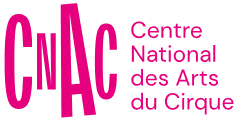 CNAC
Centre
National
des Arts
du Cirque